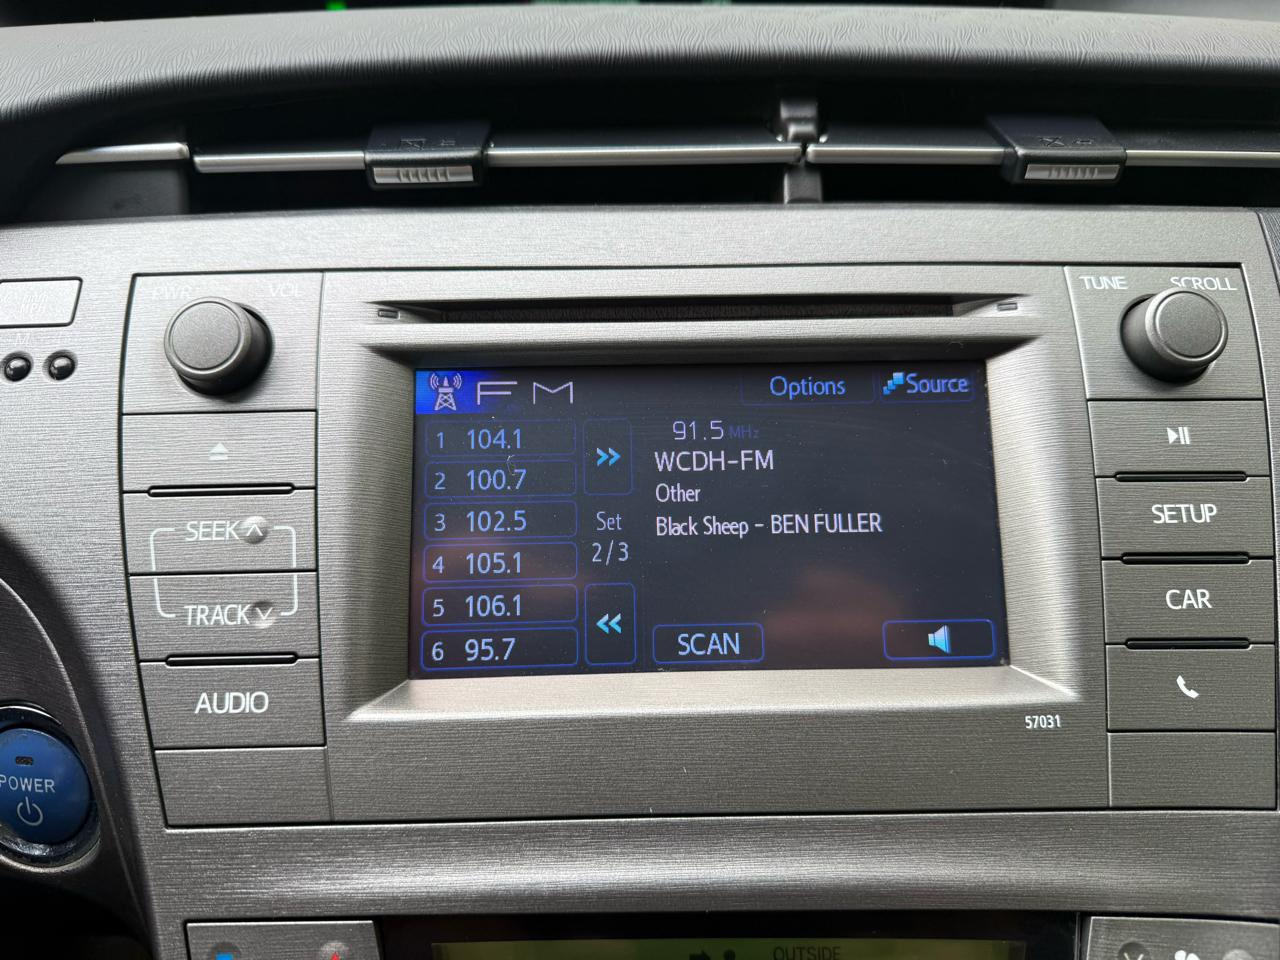 PWR VOL
TUNE SCROLL
FM
Options
Source
1 104.1
2 100.7
3 102.5
4 105.1
5 106.1
6 95.7
Set
2/3
91.5 MHz
WCDH-FM
Other
Black Sheep - BEN FULLER
SCAN
SEEK
TRACK
AUDIO
SETUP
CAR
57031
POWER
OUTSIDE